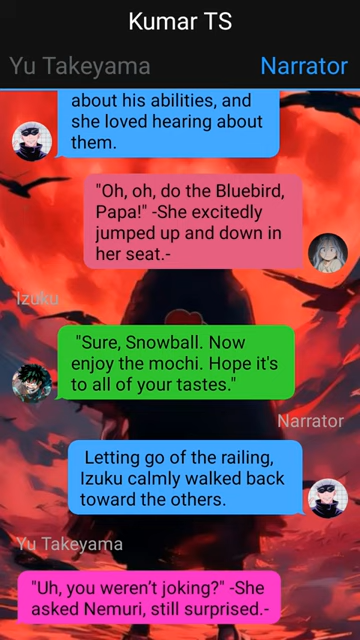 Kumar TS
Yu Takeyama Narrator
about his abilities, and
she loved hearing about
them.
"Oh, oh, do the Bluebird,
Papa!" -She excitedly
jumped up and down in
her seat.-
Izuku
"Sure, Snowball. Now
enjoy the mochi. Hope it's
to all of your tastes."
Narrator
Letting go of the railing,
Izuku calmly walked back
toward the others.
Yu Takeyama
"Uh, you weren't joking?" -She
asked Nemuri, still surprised.-